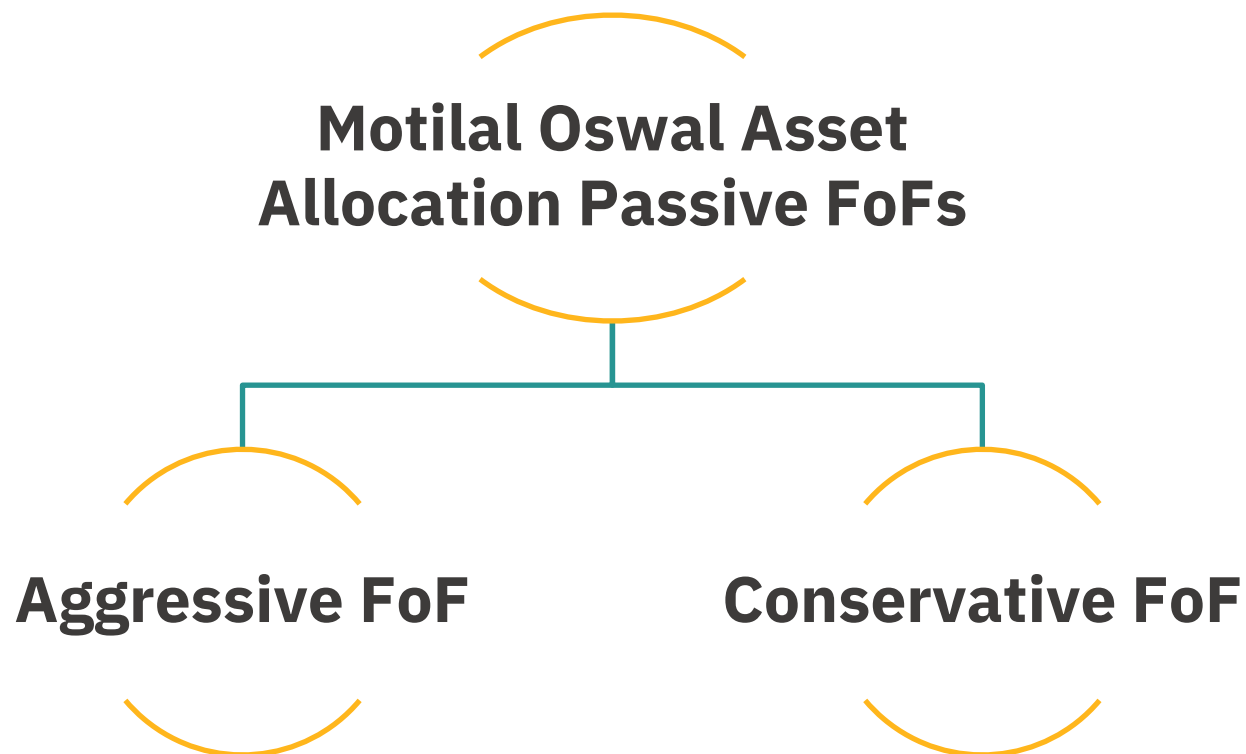 Motilal Oswal Asset
Allocation Passive FoFs
Aggressive FoF
Conservative FoF